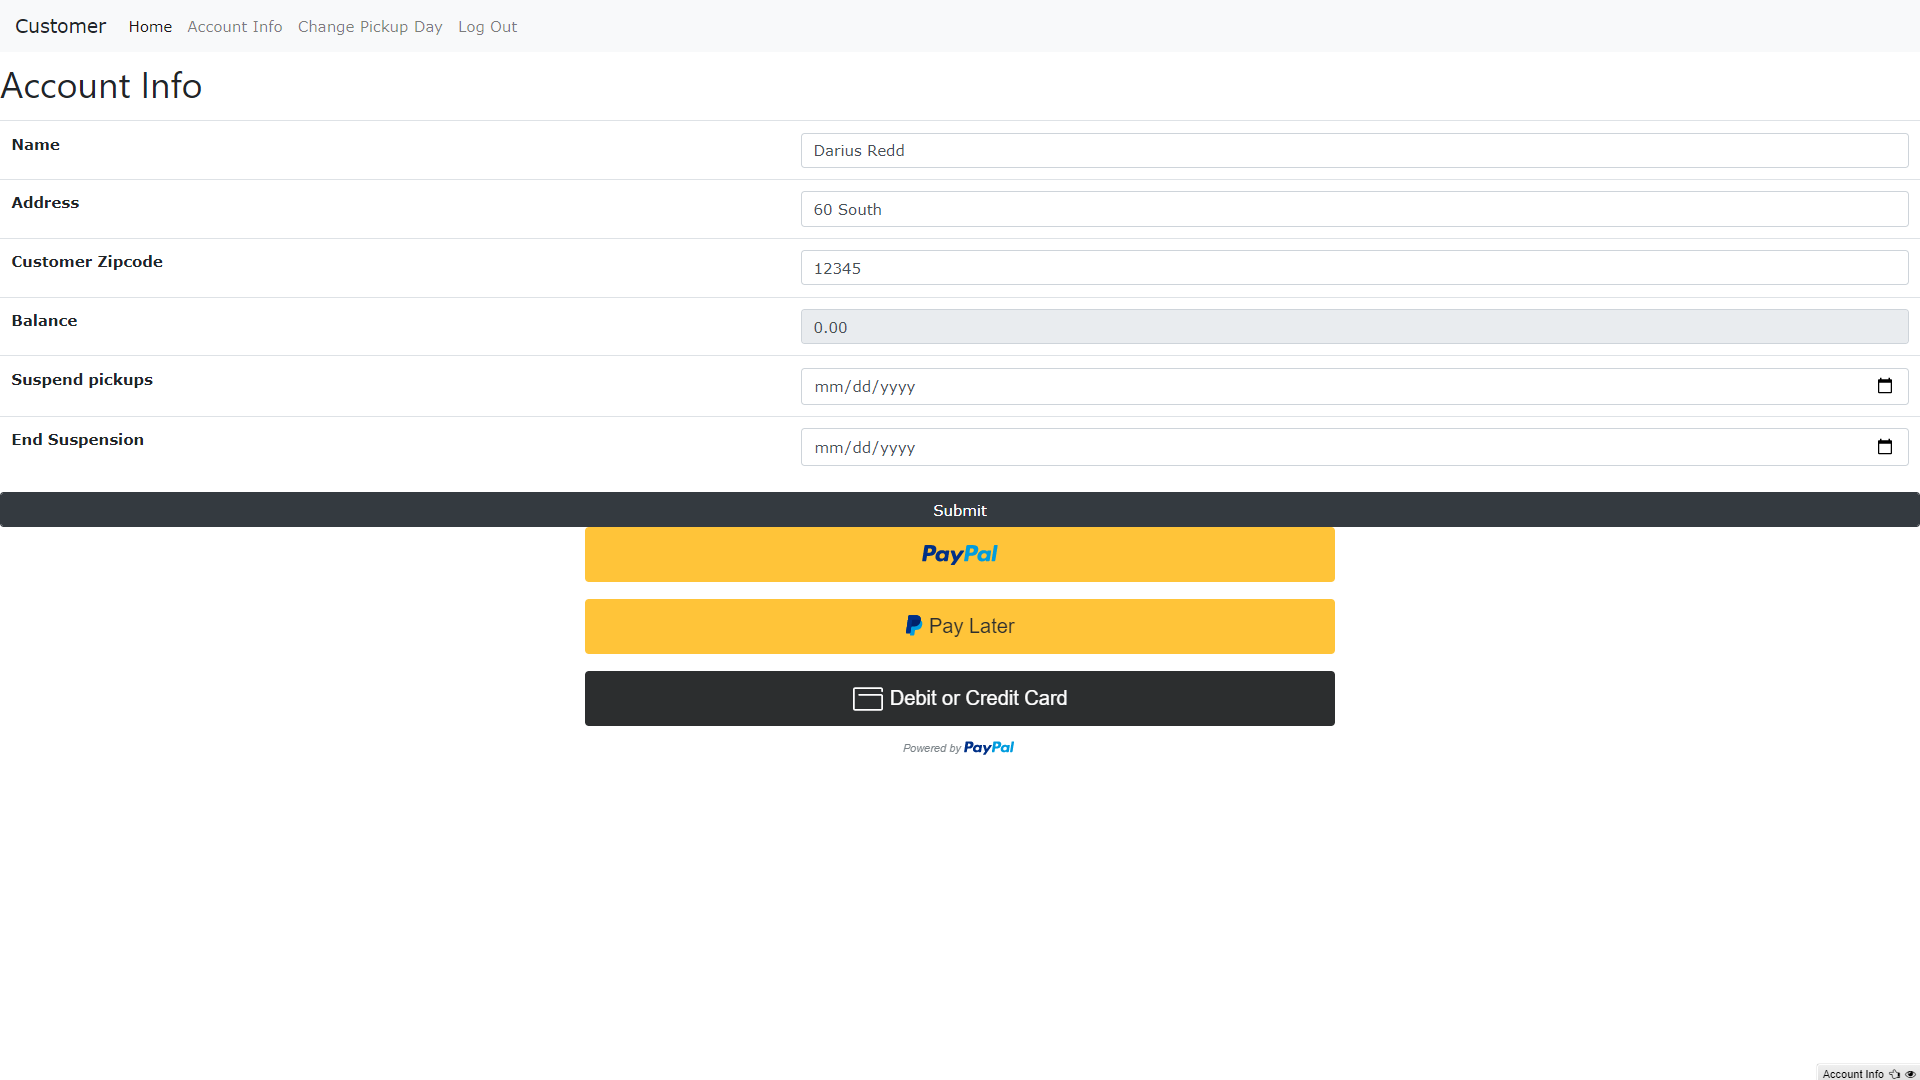 Customer Home Account Info Change Pickup Day Log Out
Account Info
Name Darius Redd
Address 60 South
Customer Zipcode 12345
Balance 0.00
Suspend pickups mm/dd/yyyy
End Suspension mm/dd/yyyy
Submit
PayPal
Pay Later
Debit or Credit Card
Powered by PayPal
Account Info